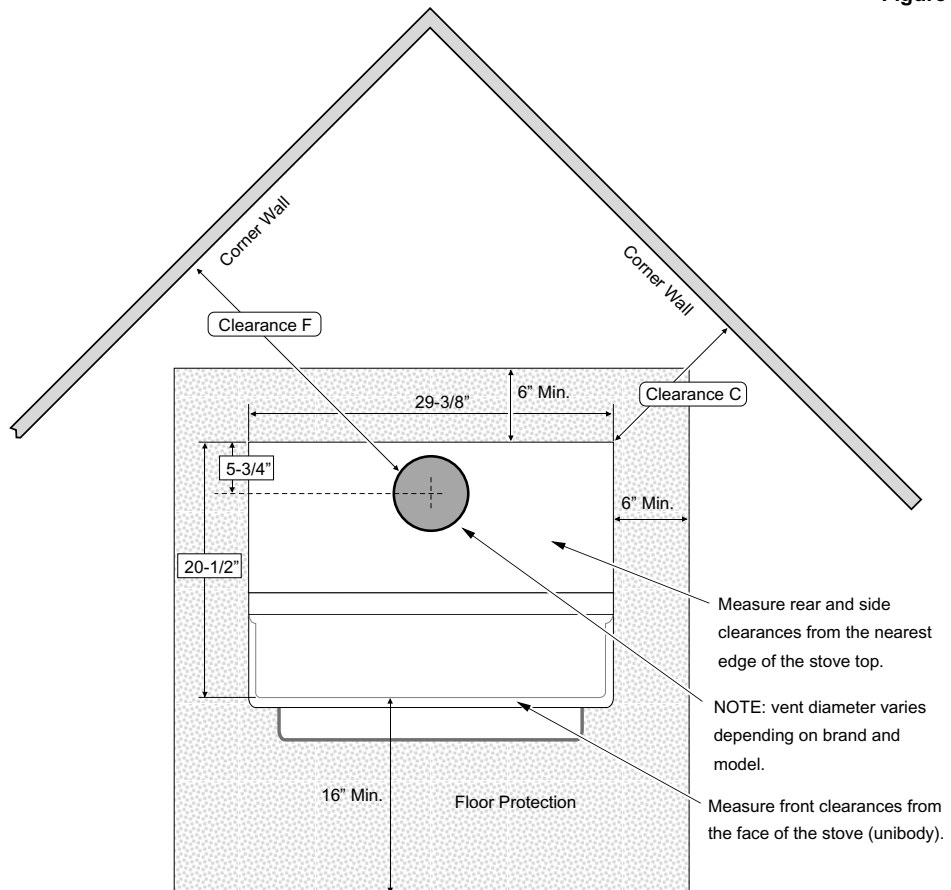 Figure
Corner Wall
Corner Wall
Clearance F
Clearance C
6” Min.
29-3/8”
5-3/4”
6” Min.
20-1/2”
Measure rear and side
clearances from the nearest
edge of the stove top.
NOTE: vent diameter varies
depending on brand and
model.
16” Min.
Floor Protection
Measure front clearances from
the face of the stove (unibody).